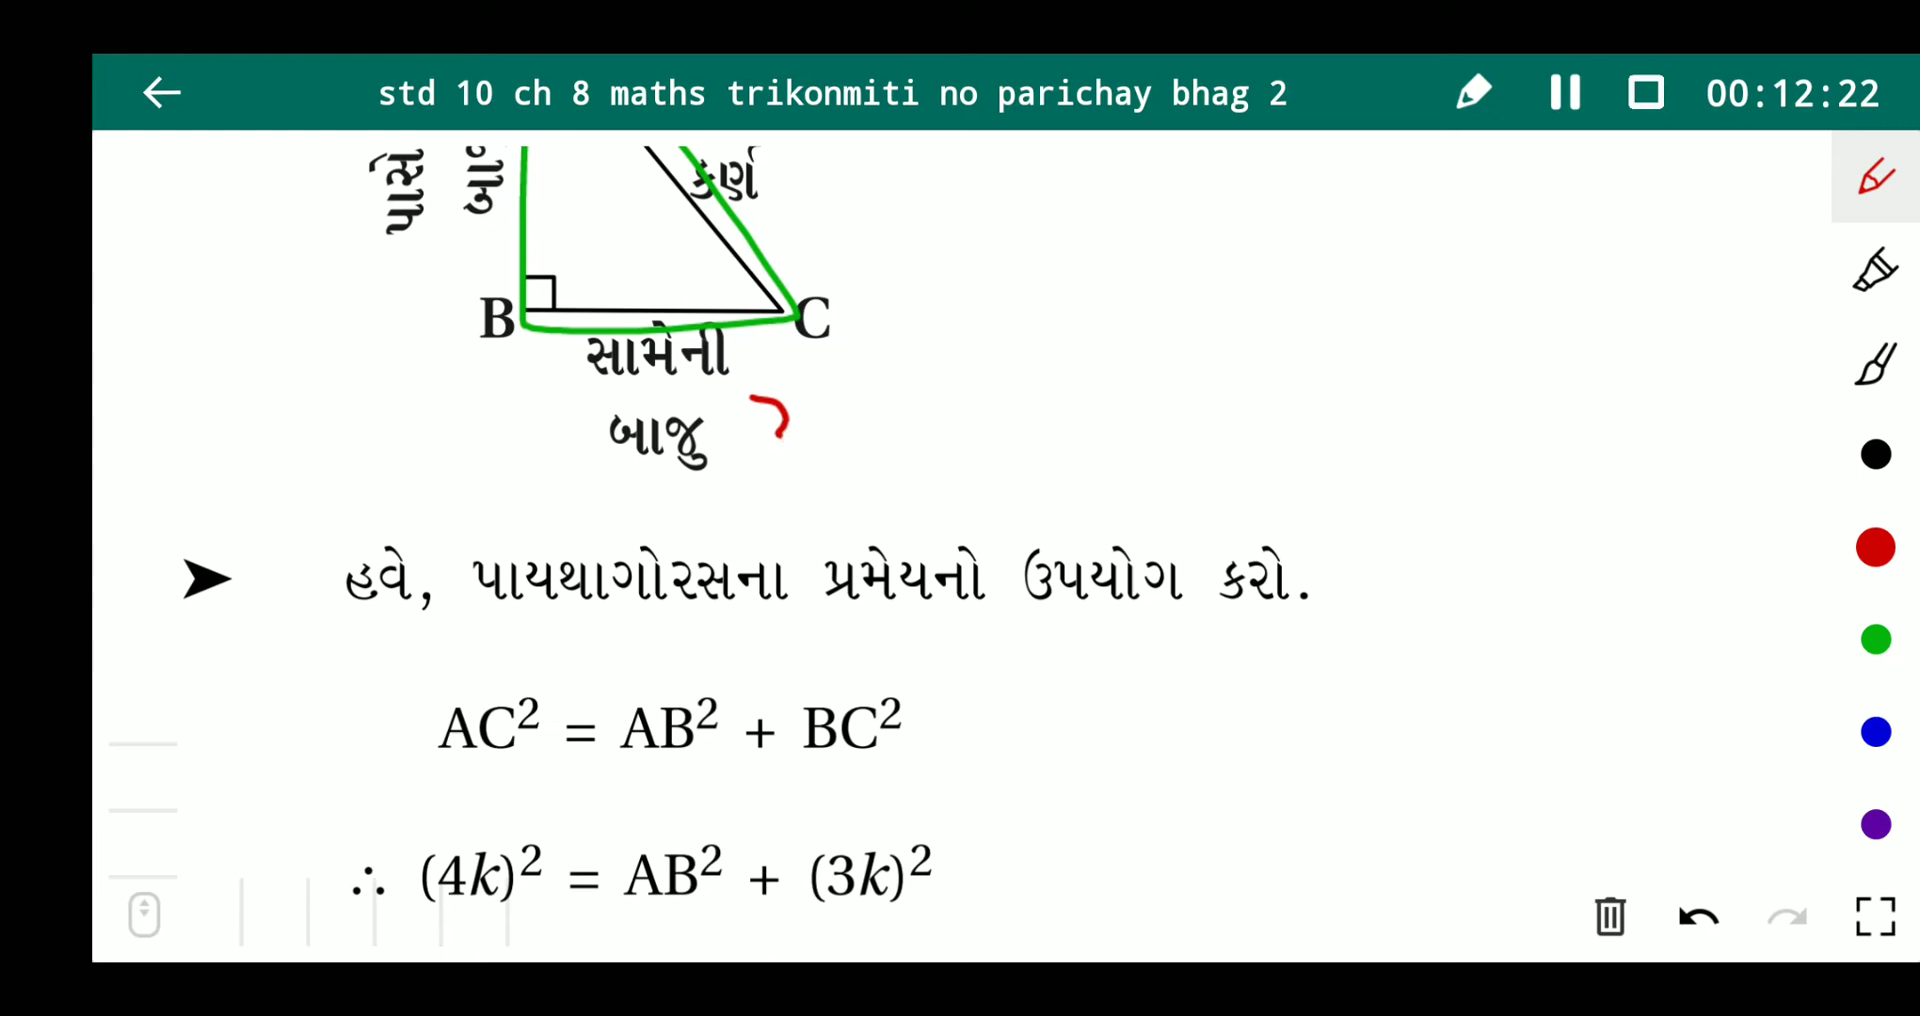 std 10 ch 8 maths trikonmiti no parichay bhag 2
00:12:22
કર્ણ
B
C
સામેની
બાજુ
હવે, પાયથાગોરસના પ્રમેયનો ઉપયોગ કરો.
AC² = AB² + BC²
∴ (4k)² = AB² + (3k)²